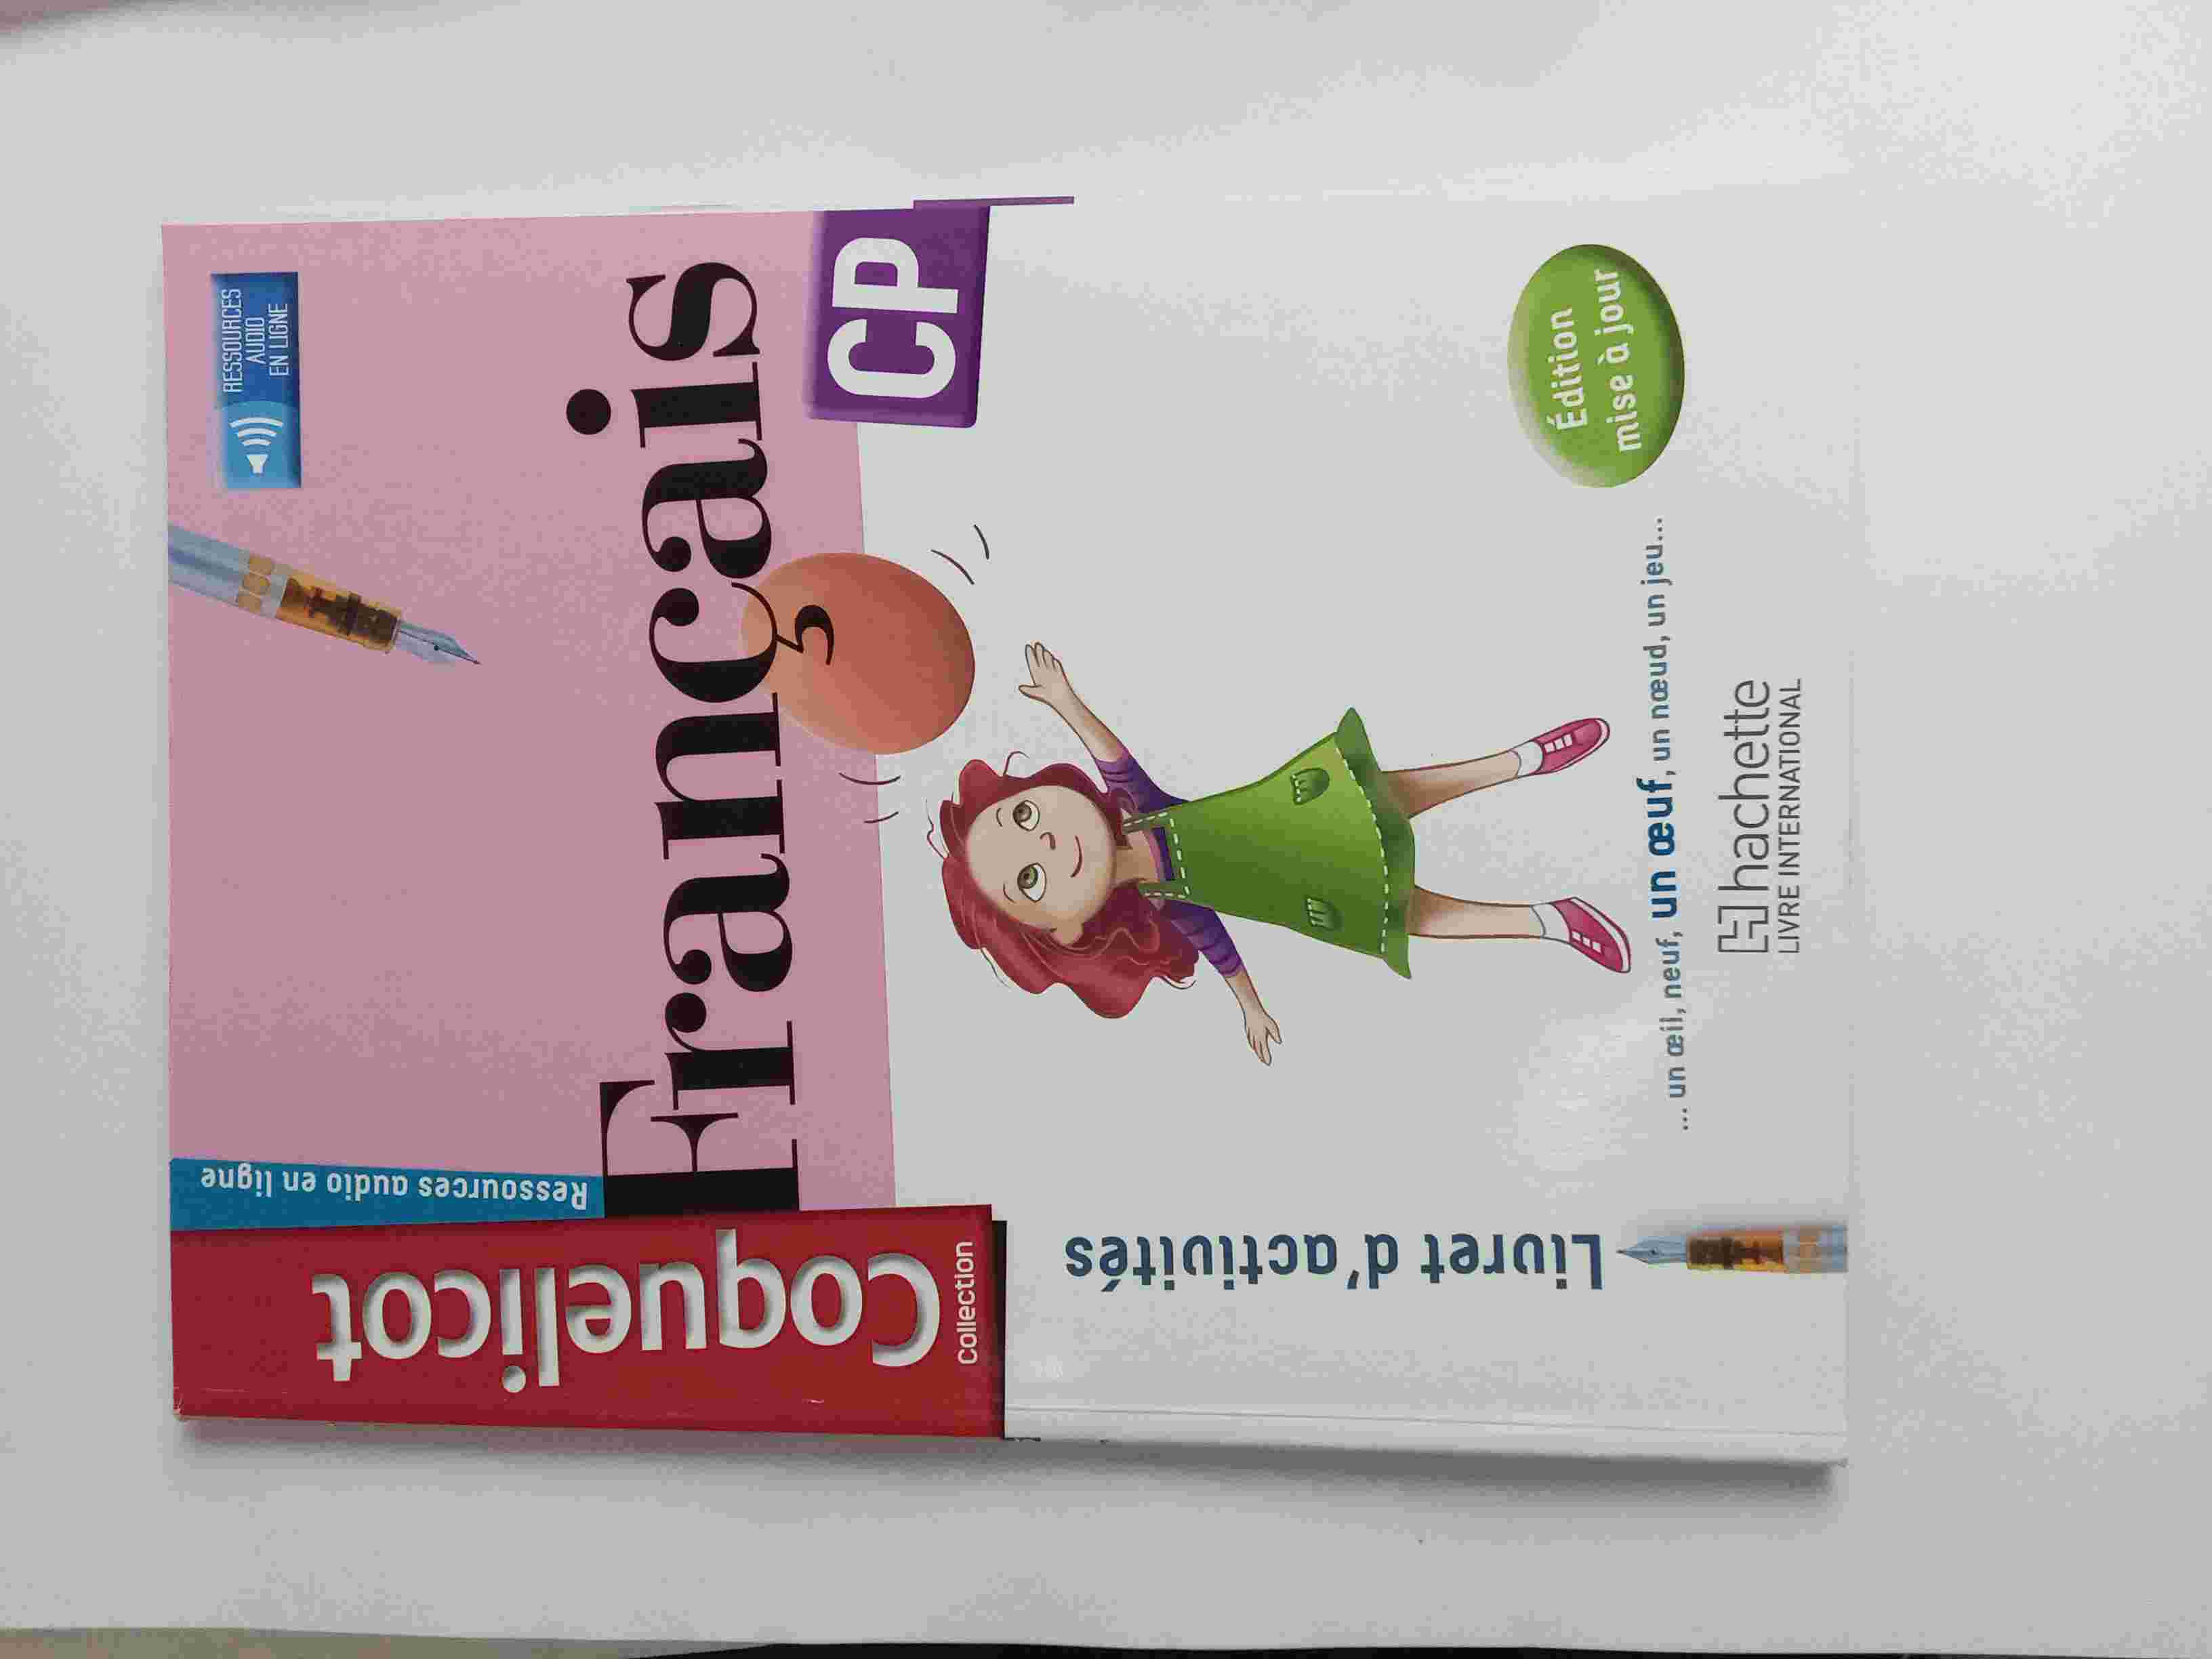 RESSOURCES
AUDIO
EN LIGNE
Français
CP
Ressources audio en ligne
Collection
Coquelicot
Livret d'activités
Édition
mise à jour
... un œil, neuf, un œuf, un nœud, un jeu...
hachette
LIVRE INTERNATIONAL